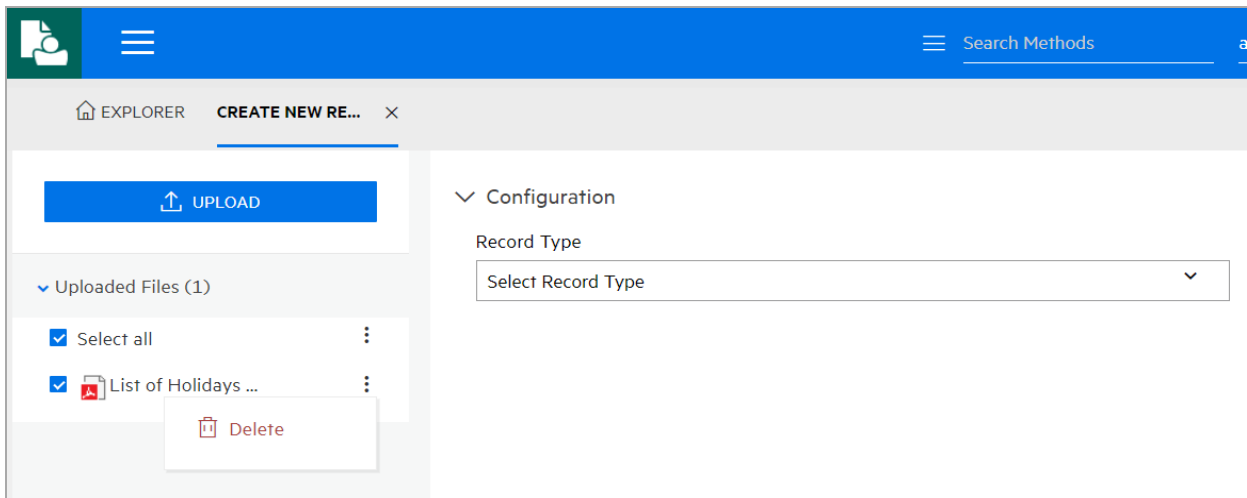 Search Methods
a
EXPLORER
CREATE NEW RE...
UPLOAD
Configuration
Record Type
Select Record Type
Uploaded Files (1)
Select all
List of Holidays ...
Delete